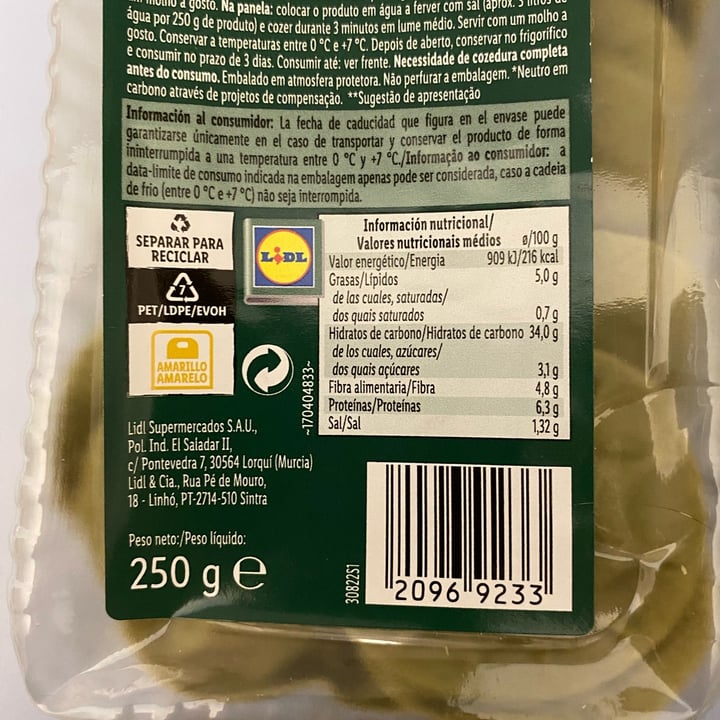 molho a gosto. Na panela: colocar o produto em água a ferver com sal (aprox. 3 litros de
água por 250 g de produto) e cozer durante 3 minutos em lume médio. Servir com um molho a
gosto. Conservar a temperaturas entre 0 °C e +7 °C. Depois de aberto, conservar no frigorífico
e consumir no prazo de 3 dias. Consumir até: ver frente. Necessidade de cozedura completa
antes do consumo. Embalado em atmosfera protetora. Não perfurar a embalagem. *Neutro em
carbono através de projetos de compensação. **Sugestão de apresentação
Información al consumidor: La fecha de caducidad que figura en el envase puede
garantizarse únicamente en el caso de transportar y conservar el producto de forma
ininterrumpida a una temperatura entre 0 °C y +7 °C./Informação ao consumidor: a
data-limite de consumo indicada na embalagem apenas pode ser considerada, caso a cadeia
de frio (entre 0 °C e +7 °C) não seja interrompida.
SEPARAR PARA
RECICLAR
7
PET/LDPE/EVOH
AMARILLO
AMARELO
LIDL
~170404833~
Información nutricional/
Valores nutricionais médios ø/100 g
Valor energético/Energia 909 kJ/216 kcal
Grasas/Lípidos 5,0 g
de las cuales, saturadas/
dos quais saturados 0,7 g
Hidratos de carbono/Hidratos de carbono 34,0 g
de los cuales, azúcares/
dos quais açúcares 3,1 g
Fibra alimentaria/Fibra 4,8 g
Proteínas/Proteínas 6,3 g
Sal/Sal 1,32 g
Lidl Supermercados S.A.U.,
Pol. Ind. El Saladar II,
c/ Pontevedra 7, 30564 Lorquí (Murcia)
Lidl & Cia., Rua Pé de Mouro,
18 - Linhó, PT-2714-510 Sintra
Peso neto:/Peso líquido:
250 g e
30822S1
2096 9233